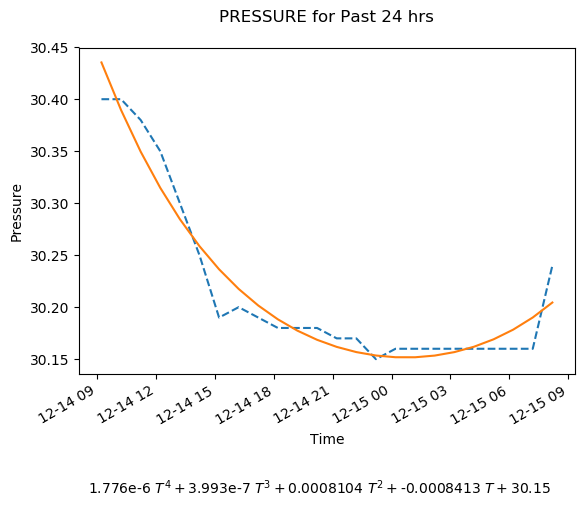 PRESSURE for Past 24 hrs
30.45
30.40
30.35
30.30
30.25
30.20
30.15
Pressure
12-14 09 12-14 12 12-14 15 12-14 18 12-14 21 12-15 00 12-15 03 12-15 06 12-15 09
Time
1.776e-6 T⁴ + 3.993e-7 T³ + 0.0008104 T² + -0.0008413 T + 30.15